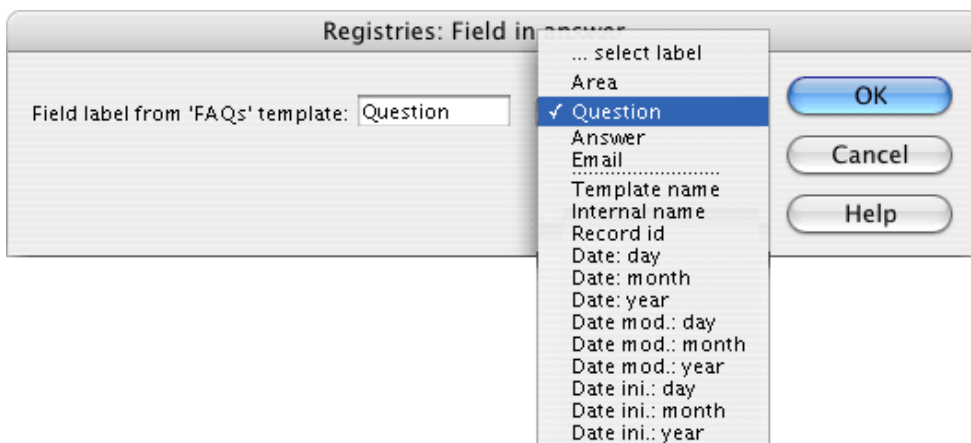 Registries: Field in answer
Field label from 'FAQs' template: Question
... select label
Area
✓ Question
Answer
Email
Template name
Internal name
Record id
Date: day
Date: month
Date: year
Date mod.: day
Date mod.: month
Date mod.: year
Date ini.: day
Date ini.: month
Date ini.: year
OK
Cancel
Help